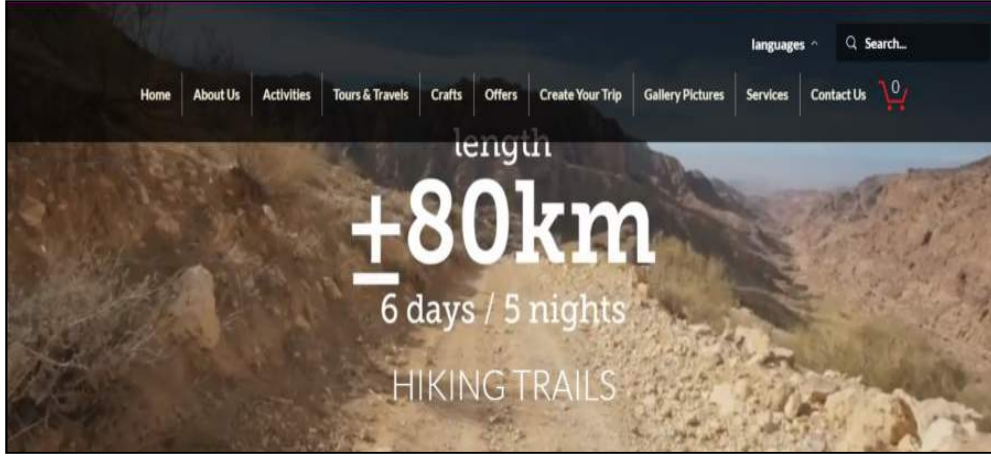 languages
Search...
Home About Us Activities Tours & Travels Crafts Offers Create Your Trip Gallery Pictures Services Contact Us 0
length
±80km
6 days / 5 nights
HIKING TRAILS